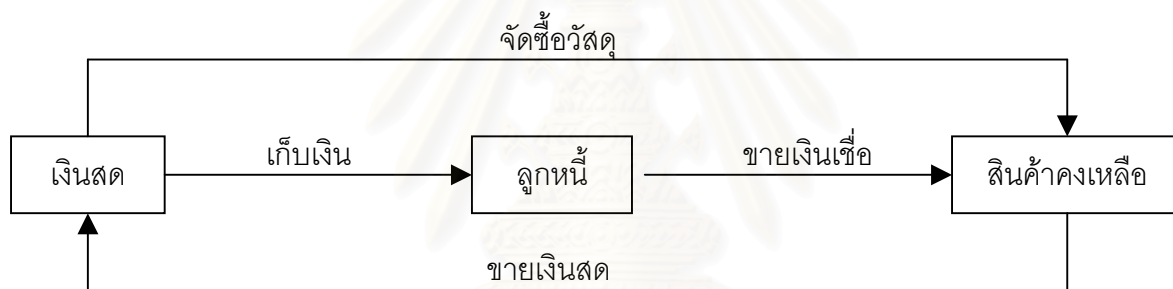 จัดซื้อวัสดุ
เงินสด
เก็บเงิน
ลูกหนี้
ขายเงินเชื่อ
สินค้าคงเหลือ
ขายเงินสด